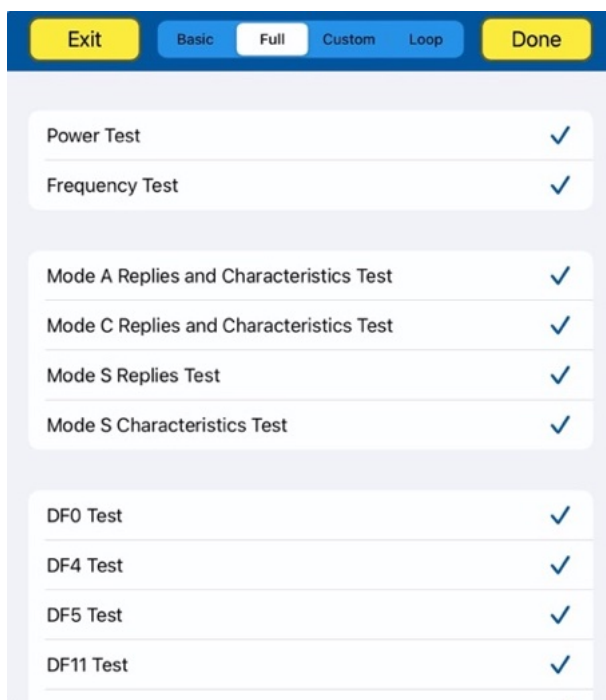 Exit Basic Full Custom Loop Done
Power Test
Frequency Test
Mode A Replies and Characteristics Test
Mode C Replies and Characteristics Test
Mode S Replies Test
Mode S Characteristics Test
DF0 Test
DF4 Test
DF5 Test
DF11 Test